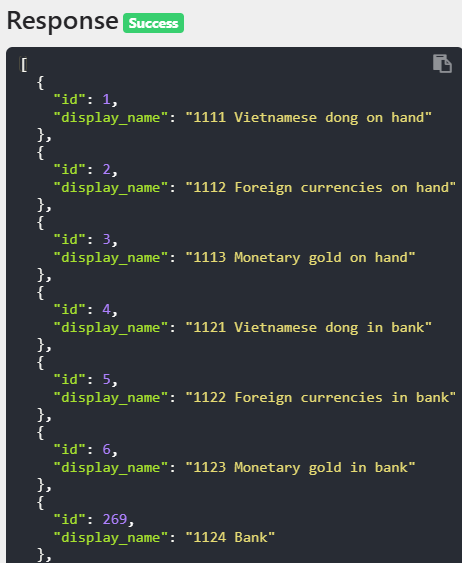 Response Success
[
  {
    "id": 1,
    "display_name": "1111 Vietnamese dong on hand"
  },
  {
    "id": 2,
    "display_name": "1112 Foreign currencies on hand"
  },
  {
    "id": 3,
    "display_name": "1113 Monetary gold on hand"
  },
  {
    "id": 4,
    "display_name": "1121 Vietnamese dong in bank"
  },
  {
    "id": 5,
    "display_name": "1122 Foreign currencies in bank"
  },
  {
    "id": 6,
    "display_name": "1123 Monetary gold in bank"
  },
  {
    "id": 269,
    "display_name": "1124 Bank"
  },